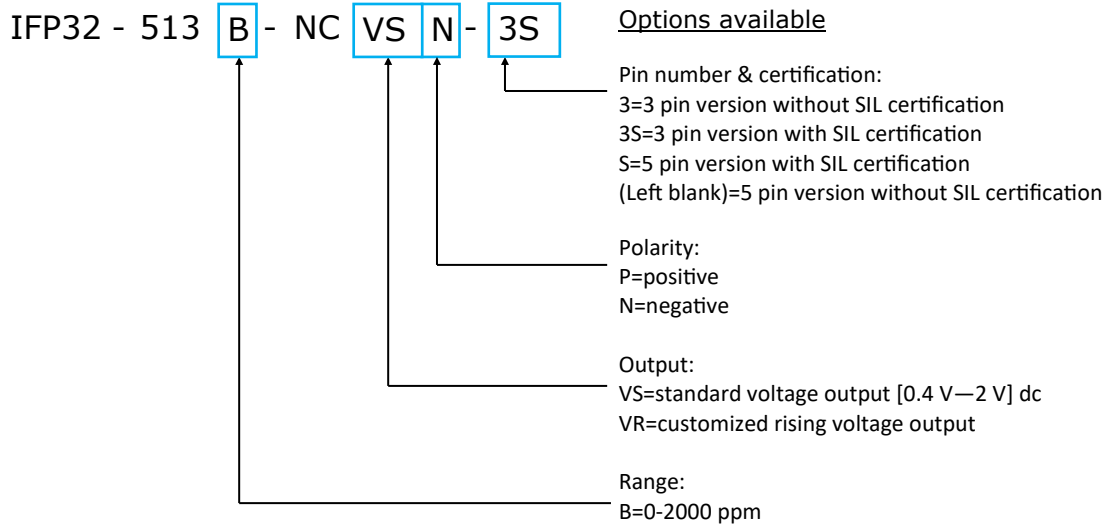 IFP32 - 513 B - NC VS N - 3S
Options available
Pin number & certification:
3=3 pin version without SIL certification
3S=3 pin version with SIL certification
S=5 pin version with SIL certification
(Left blank)=5 pin version without SIL certification
Polarity:
P=positive
N=negative
Output:
VS=standard voltage output [0.4 V—2 V] dc
VR=customized rising voltage output
Range:
B=0-2000 ppm